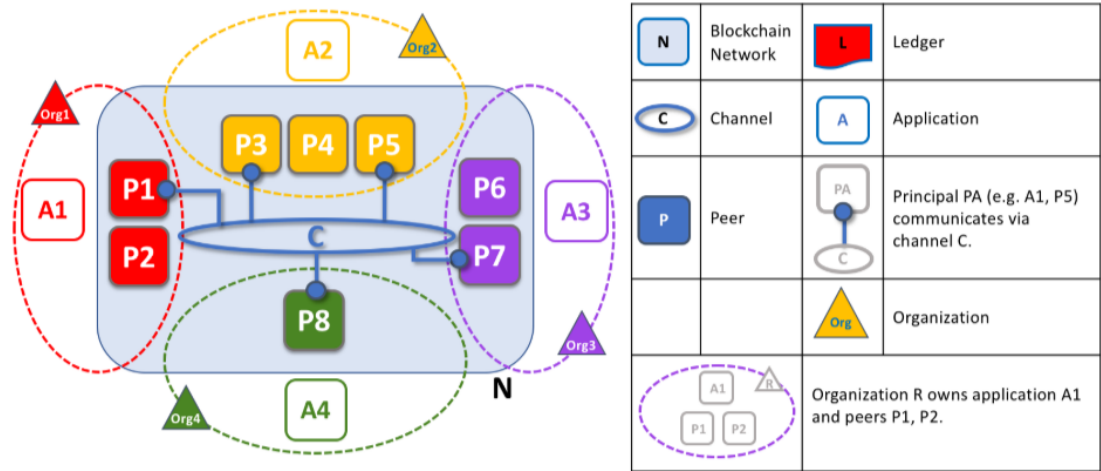 A2
Org2
Org1
P3
P4
P5
P1
P6
A1
A3
C
P2
P7
P8
Org3
N
Org4
A4
N
Blockchain
Network
L
Ledger
C
Channel
A
Application
P
Peer
PA
C
Principal PA (e.g. A1, P5)
communicates via
channel C.
Org
Organization
A1
R
P1
P2
Organization R owns application A1
and peers P1, P2.